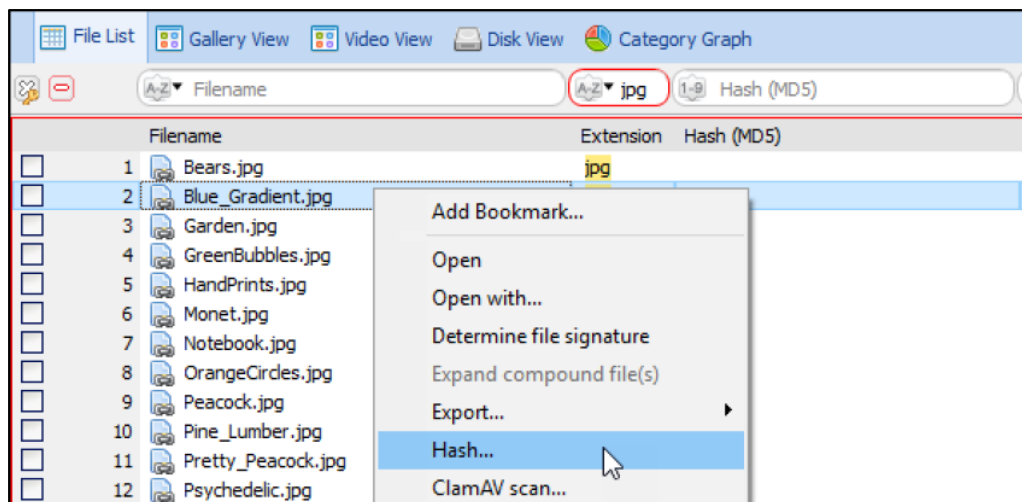 File List Gallery View Video View Disk View Category Graph
A-Z Filename A-Z jpg 1-9 Hash (MD5)
Filename Extension Hash (MD5)
1 Bears.jpg jpg
2 Blue_Gradient.jpg
3 Garden.jpg
4 GreenBubbles.jpg
5 HandPrints.jpg
6 Monet.jpg
7 Notebook.jpg
8 OrangeCircles.jpg
9 Peacock.jpg
10 Pine_Lumber.jpg
11 Pretty_Peacock.jpg
12 Psychedelic.jpg
Add Bookmark...
Open
Open with...
Determine file signature
Expand compound file(s)
Export...
Hash...
ClamAV scan...